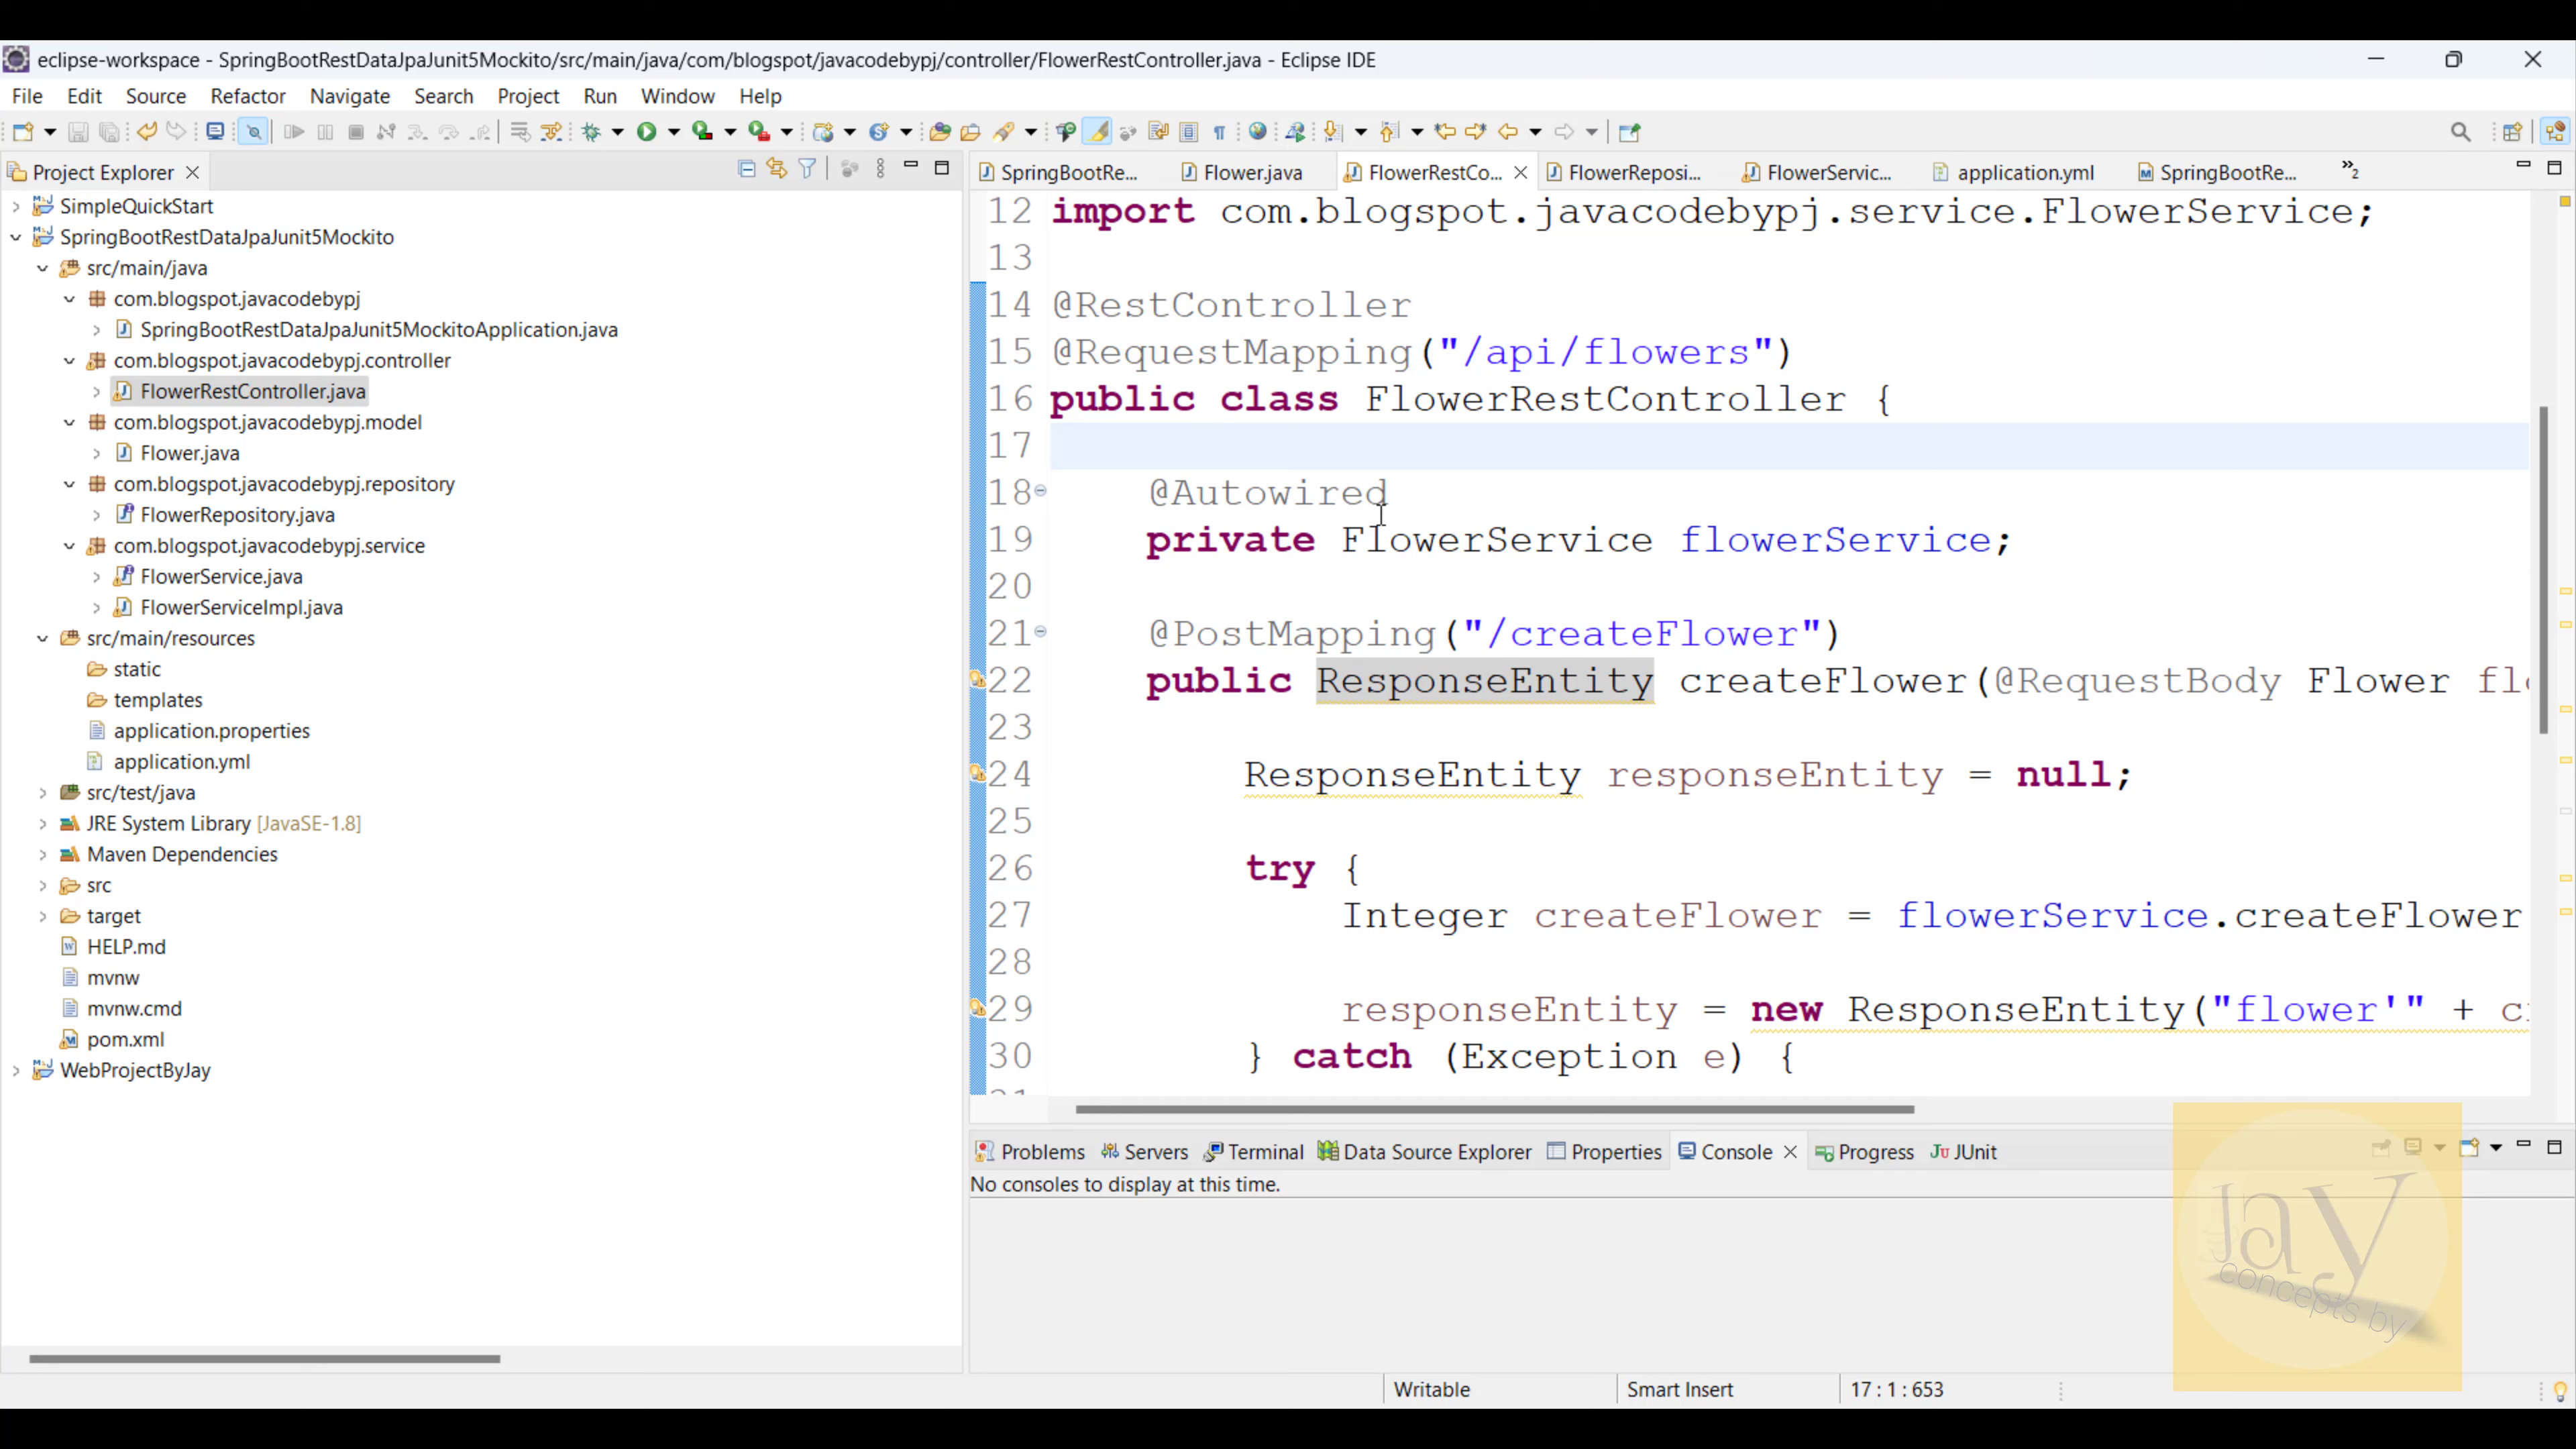 eclipse-workspace - SpringBootRestDataJpaJunit5Mockito/src/main/java/com/blogspot/javacodebypj/controller/FlowerRestController.java - Eclipse IDE
File Edit Source Refactor Navigate Search Project Run Window Help
Project Explorer
SimpleQuickStart
SpringBootRestDataJpaJunit5Mockito
src/main/java
com.blogspot.javacodebypj
SpringBootRestDataJpaJunit5MockitoApplication.java
com.blogspot.javacodebypj.controller
FlowerRestController.java
com.blogspot.javacodebypj.model
Flower.java
com.blogspot.javacodebypj.repository
FlowerRepository.java
com.blogspot.javacodebypj.service
FlowerService.java
FlowerServiceImpl.java
src/main/resources
static
templates
application.properties
application.yml
src/test/java
JRE System Library [JavaSE-1.8]
Maven Dependencies
src
target
HELP.md
mvnw
mvnw.cmd
pom.xml
WebProjectByJay
SpringBootRe... Flower.java FlowerRestCo... FlowerReposi... FlowerServic... application.yml SpringBootRe... »2
12 import com.blogspot.javacodebypj.service.FlowerService;
13
14 @RestController
15 @RequestMapping("/api/flowers")
16 public class FlowerRestController {
17
18 @Autowired
19 private FlowerService flowerService;
20
21 @PostMapping("/createFlower")
22 public ResponseEntity createFlower(@RequestBody Flower flo
23
24 ResponseEntity responseEntity = null;
25
26 try {
27 Integer createFlower = flowerService.createFlower
28
29 responseEntity = new ResponseEntity("flower'" + c
30 } catch (Exception e) {
Problems Servers Terminal Data Source Explorer Properties Console Progress JUnit
No consoles to display at this time.
Jay
concepts by
Writable Smart Insert 17 : 1 : 653